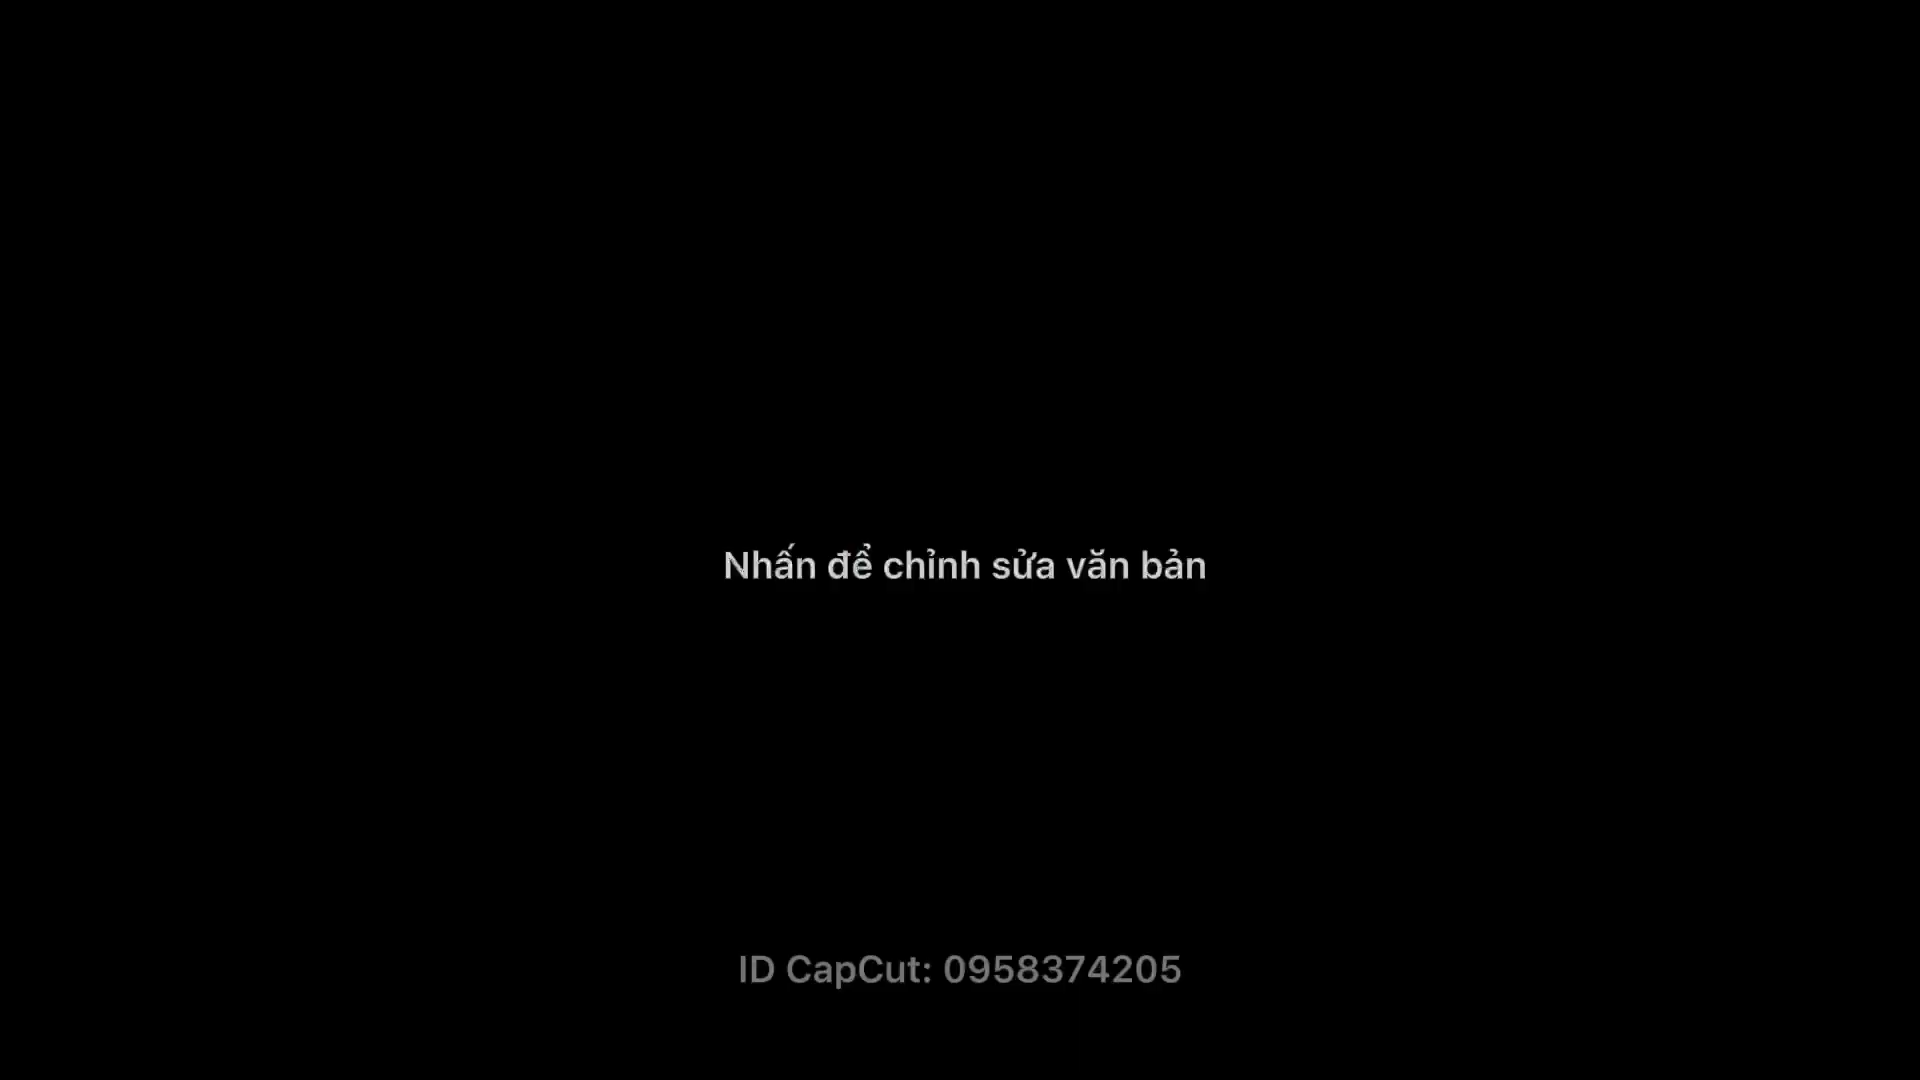 Nhấn để chỉnh sửa văn bản
ID CapCut: 0958374205